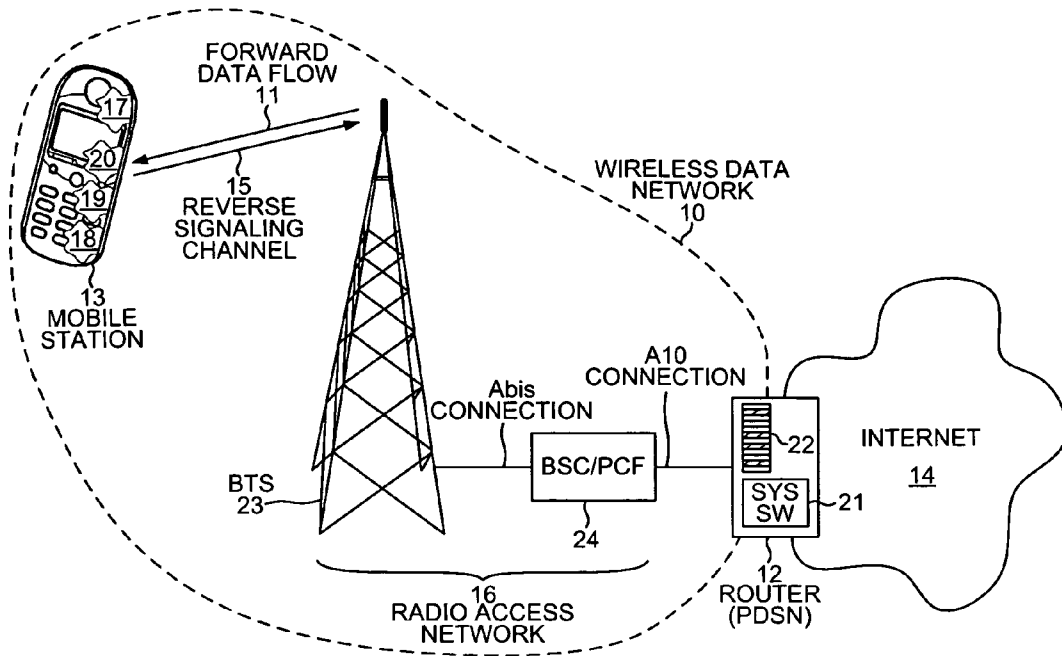 FORWARD
DATA FLOW
11
17
20
19
18
15
REVERSE
SIGNALING
CHANNEL
13
MOBILE
STATION
WIRELESS DATA
NETWORK
10
A10
CONNECTION
Abis
CONNECTION
BSC/PCF
24
BTS
23
22
SYS
SW
21
INTERNET
14
12
ROUTER
(PDSN)
16
RADIO ACCESS
NETWORK